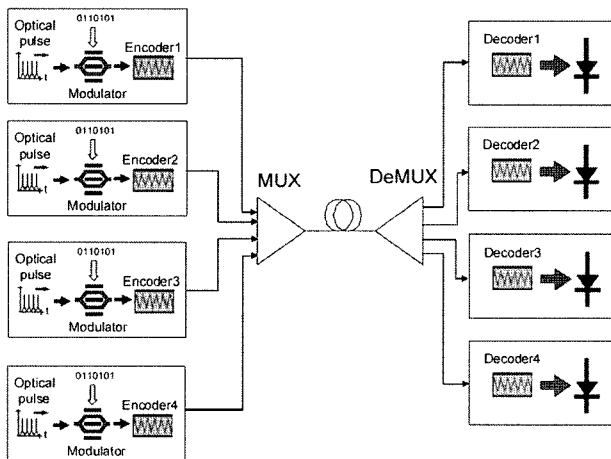 0110101
Optical
pulse
Encoder1
t
Modulator
0110101
Optical
pulse
Encoder2
t
Modulator
0110101
Optical
pulse
Encoder3
t
Modulator
0110101
Optical
pulse
Encoder4
t
Modulator
MUX
DeMUX
Decoder1
Decoder2
Decoder3
Decoder4